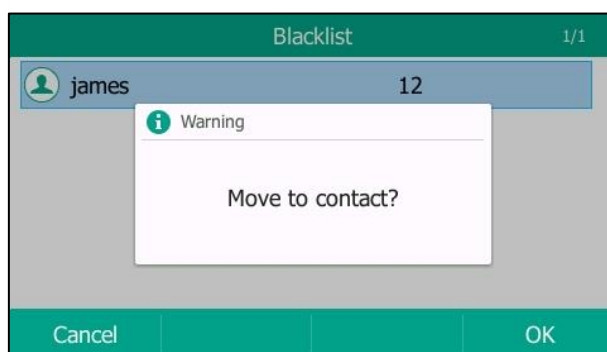 Blacklist 1/1
james 12
Warning
Move to contact?
Cancel OK